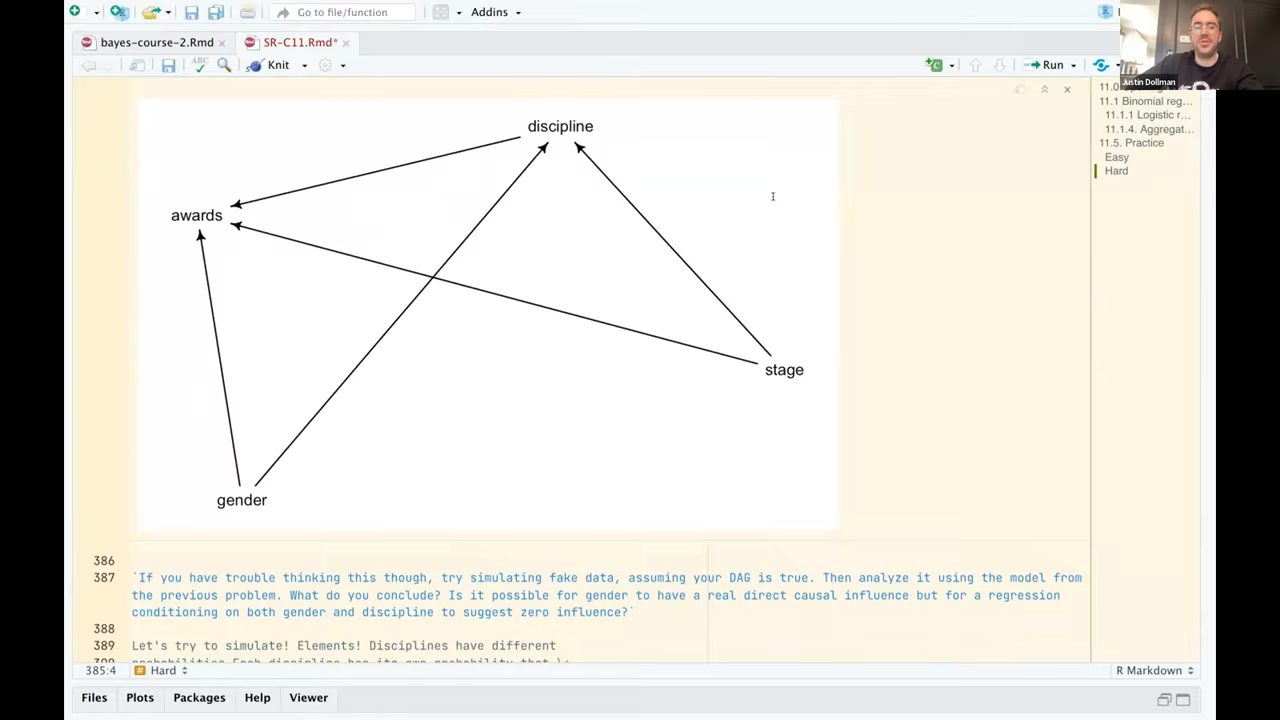 Go to file/function
Addins
bayes-course-2.Rmd
SR-C11.Rmd*
ABC
Knit
Run
Justin Dollman
11.1 Binomial reg...
11.1.1 Logistic r...
11.1.4. Aggregat...
11.5. Practice
Easy
Hard
discipline
awards
stage
gender
386
387 `If you have trouble thinking this though, try simulating fake data, assuming your DAG is true. Then analyze it using the model from
the previous problem. What do you conclude? Is it possible for gender to have a real direct causal influence but for a regression
conditioning on both gender and discipline to suggest zero influence?`
388
389 Let's try to simulate! Elements! Disciplines have different
385:4 Hard R Markdown
Files Plots Packages Help Viewer